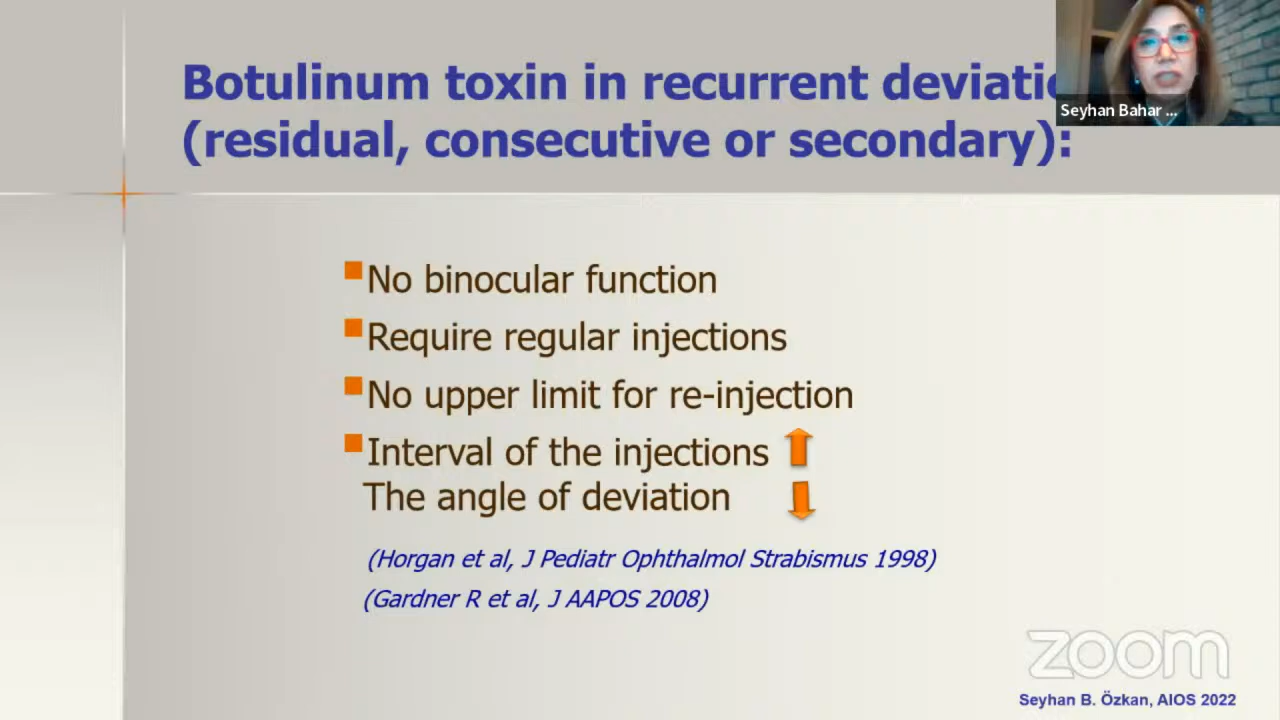 Botulinum toxin in recurrent
(residual, consecutive or secondary):
Seyhan Bahar ...
No binocular function
Require regular injections
No upper limit for re-injection
Interval of the injections
The angle of deviation
(Horgan et al, J Pediatr Ophthalmol Strabismus 1998)
(Gardner R et al, J AAPOS 2008)
zoom
Seyhan B. Özkan, AIOS 2022